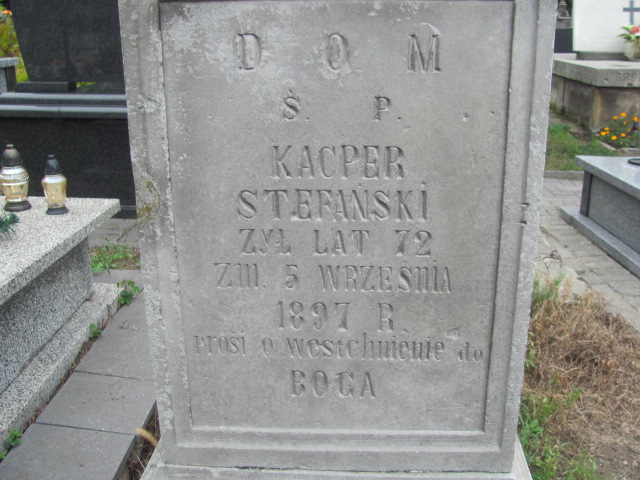 D O M
Ś. P.
KACPER
STEFAŃSKI
ŻYŁ LAT 72
ZM. 5 WRZEŚNIA
1897 R.
prosi o westchnienie do
BOGA